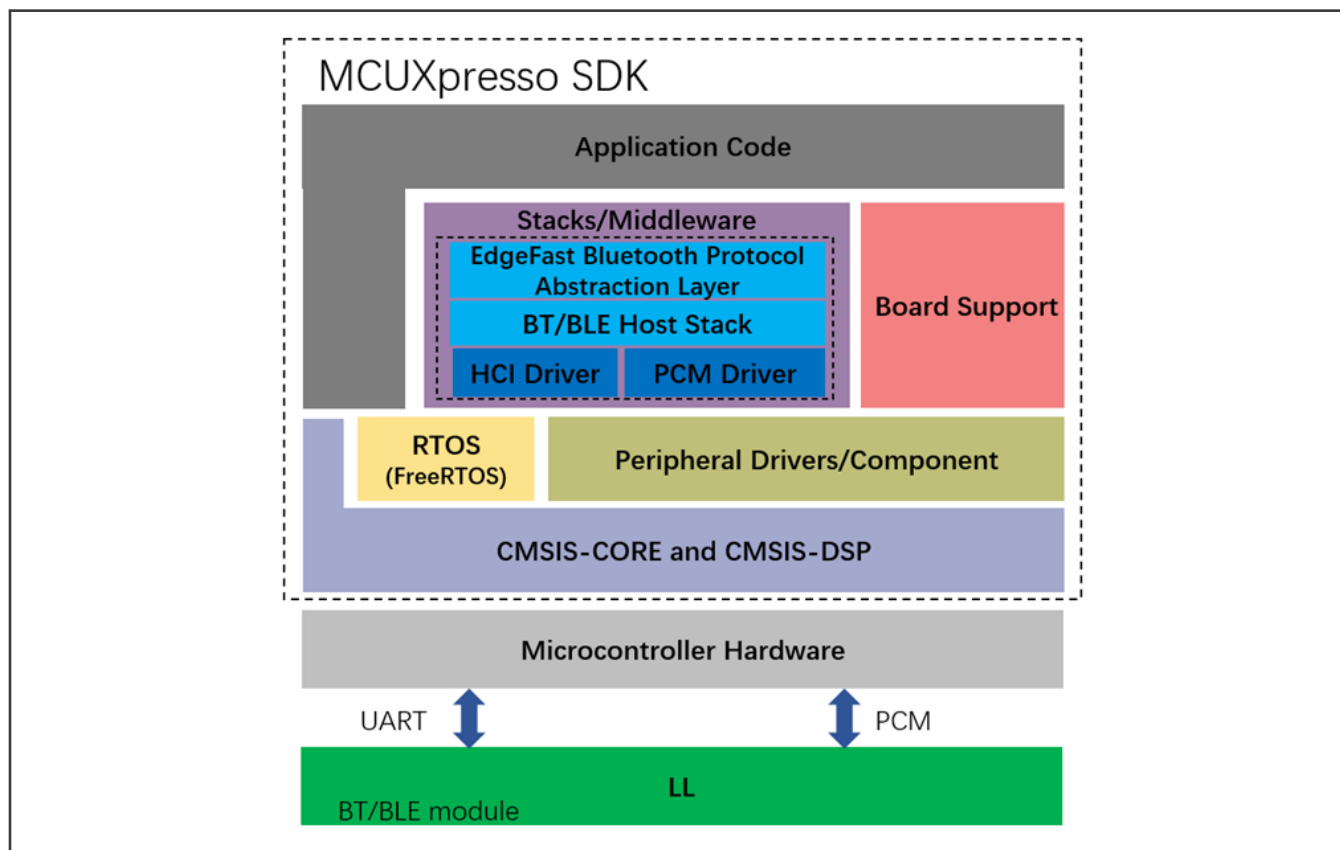 MCUXpresso SDK
Application Code
Stacks/Middleware
EdgeFast Bluetooth Protocol
Abstraction Layer
BT/BLE Host Stack
HCI Driver
PCM Driver
Board Support
RTOS
(FreeRTOS)
Peripheral Drivers/Component
CMSIS-CORE and CMSIS-DSP
Microcontroller Hardware
UART
PCM
LL
BT/BLE module